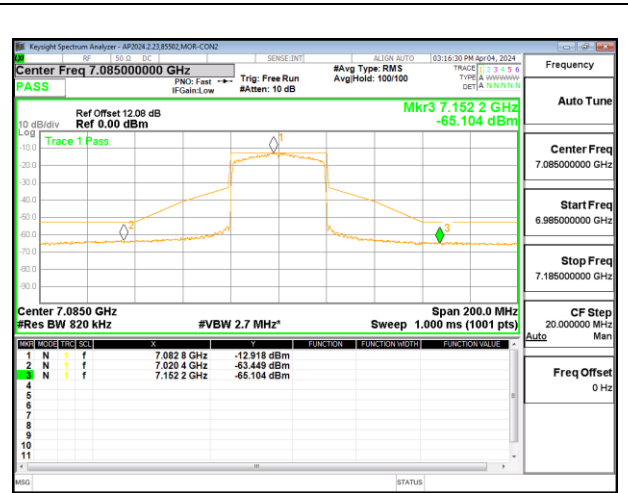 Keysight Spectrum Analyzer - AP2024.2.23,85502,MOR-CON2
RF 50 Ω DC SENSE:INT ALIGN AUTO 03:16:30 PM Apr 04, 2024
Center Freq 7.085000000 GHz
PASS
PNO: Fast
IFGain:Low
Trig: Free Run
#Atten: 10 dB
#Avg Type: RMS
Avg|Hold: 100/100
TRACE 1 2 3 4 5 6
TYPE A WWWWW
DET A N N N N N
Frequency
Mkr3 7.152 2 GHz
-65.104 dBm
Ref Offset 12.08 dB
Ref 0.00 dBm
10 dB/div
Log
Trace 1 Pass
-10.0
-20.0
-30.0
-40.0
-50.0
-60.0
-70.0
-80.0
-90.0
1
2
3
Center 7.0850 GHz
Span 200.0 MHz
#Res BW 820 kHz
#VBW 2.7 MHz*
Sweep 1.000 ms (1001 pts)
MKR MODE TRC SCL X Y FUNCTION FUNCTION WIDTH FUNCTION VALUE
1 N 1 f 7.082 8 GHz -12.918 dBm
2 N 1 f 7.020 4 GHz -63.449 dBm
3 N 1 f 7.152 2 GHz -65.104 dBm
4
5
6
7
8
9
10
11
MSG
STATUS
Auto Tune
Center Freq
7.085000000 GHz
Start Freq
6.985000000 GHz
Stop Freq
7.185000000 GHz
CF Step
20.000000 MHz
Auto Man
Freq Offset
0 Hz